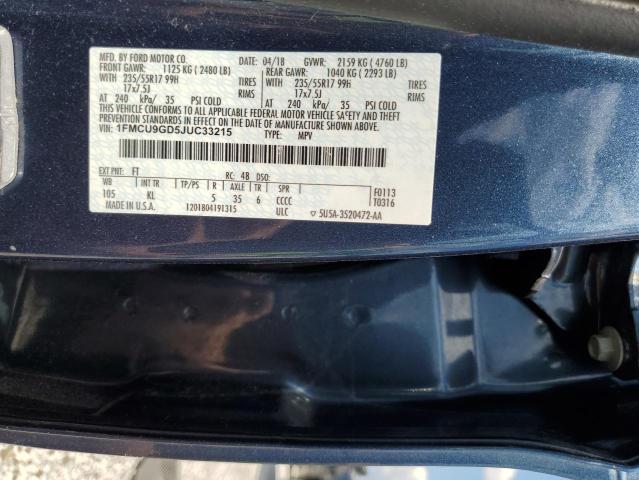 MFD. BY FORD MOTOR CO. 04/18 GVWR: 2159 KG ( 4760 LB)
FRONT GAWR: 1125 KG ( 2480 LB) REAR GAWR: 1040 KG ( 2293 LB)
WITH 235/55R17 99H TIRES WITH 235/55R17 99H TIRES
17x7.5J RIMS 17x7.5J RIMS
AT 240 kPa/ 35 PSI COLD AT 240 kPa/ 35 PSI COLD
THIS VEHICLE CONFORMS TO ALL APPLICABLE FEDERAL MOTOR VEHICLE SAFETY AND THEFT
PREVENTION STANDARDS IN EFFECT ON THE DATE OF MANUFACTURE SHOWN ABOVE.
VIN: 1FMCU9GD5JUC33215 TYPE: MPV
EXT PNT: FT RC: 48 DSO: F0113
WB INT TR TP/PS R AXLE TR SPR T0316
105 KL 5 35 6 CCCC
MADE IN U.S.A. 1201804191315 ULC ▽ 5U5A-3520472-AA